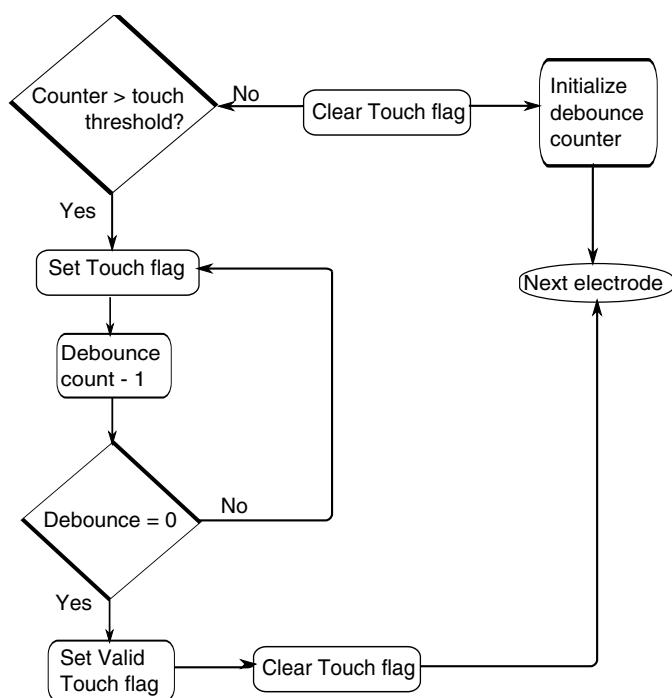 Counter > touch
threshold?
No
Clear Touch flag
Initialize
debounce
counter
Yes
Set Touch flag
Next electrode
Debounce
count - 1
Debounce = 0
No
Yes
Set Valid
Touch flag
Clear Touch flag